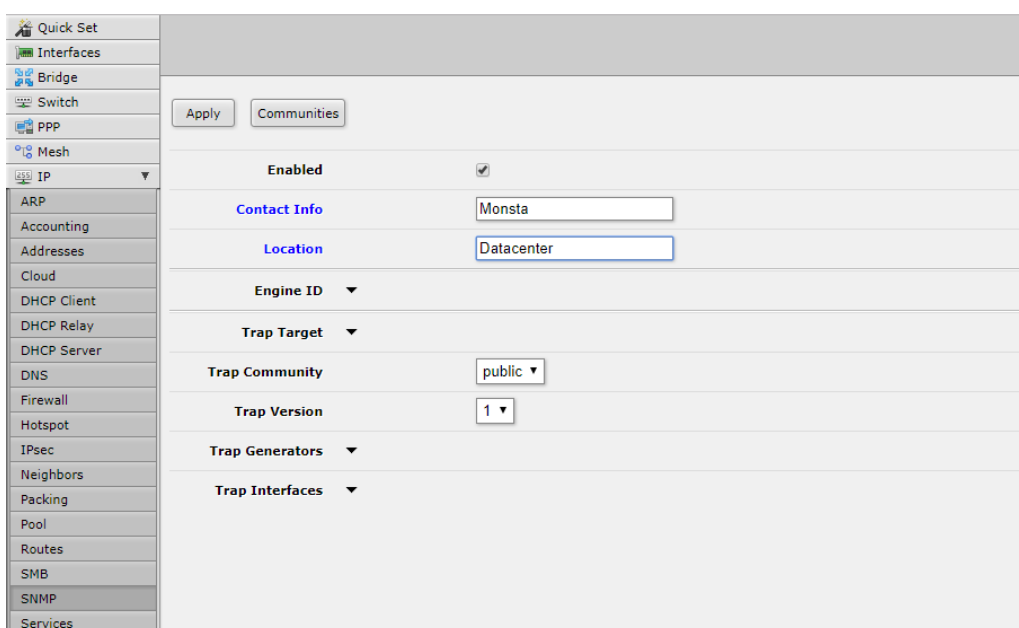 Quick Set
Interfaces
Bridge
Switch
PPP
Mesh
255 IP ▼
ARP
Accounting
Addresses
Cloud
DHCP Client
DHCP Relay
DHCP Server
DNS
Firewall
Hotspot
IPsec
Neighbors
Packing
Pool
Routes
SMB
SNMP
Services
Apply Communities
Enabled
Contact Info Monsta
Location Datacenter
Engine ID ▼
Trap Target ▼
Trap Community public ▼
Trap Version 1 ▼
Trap Generators ▼
Trap Interfaces ▼